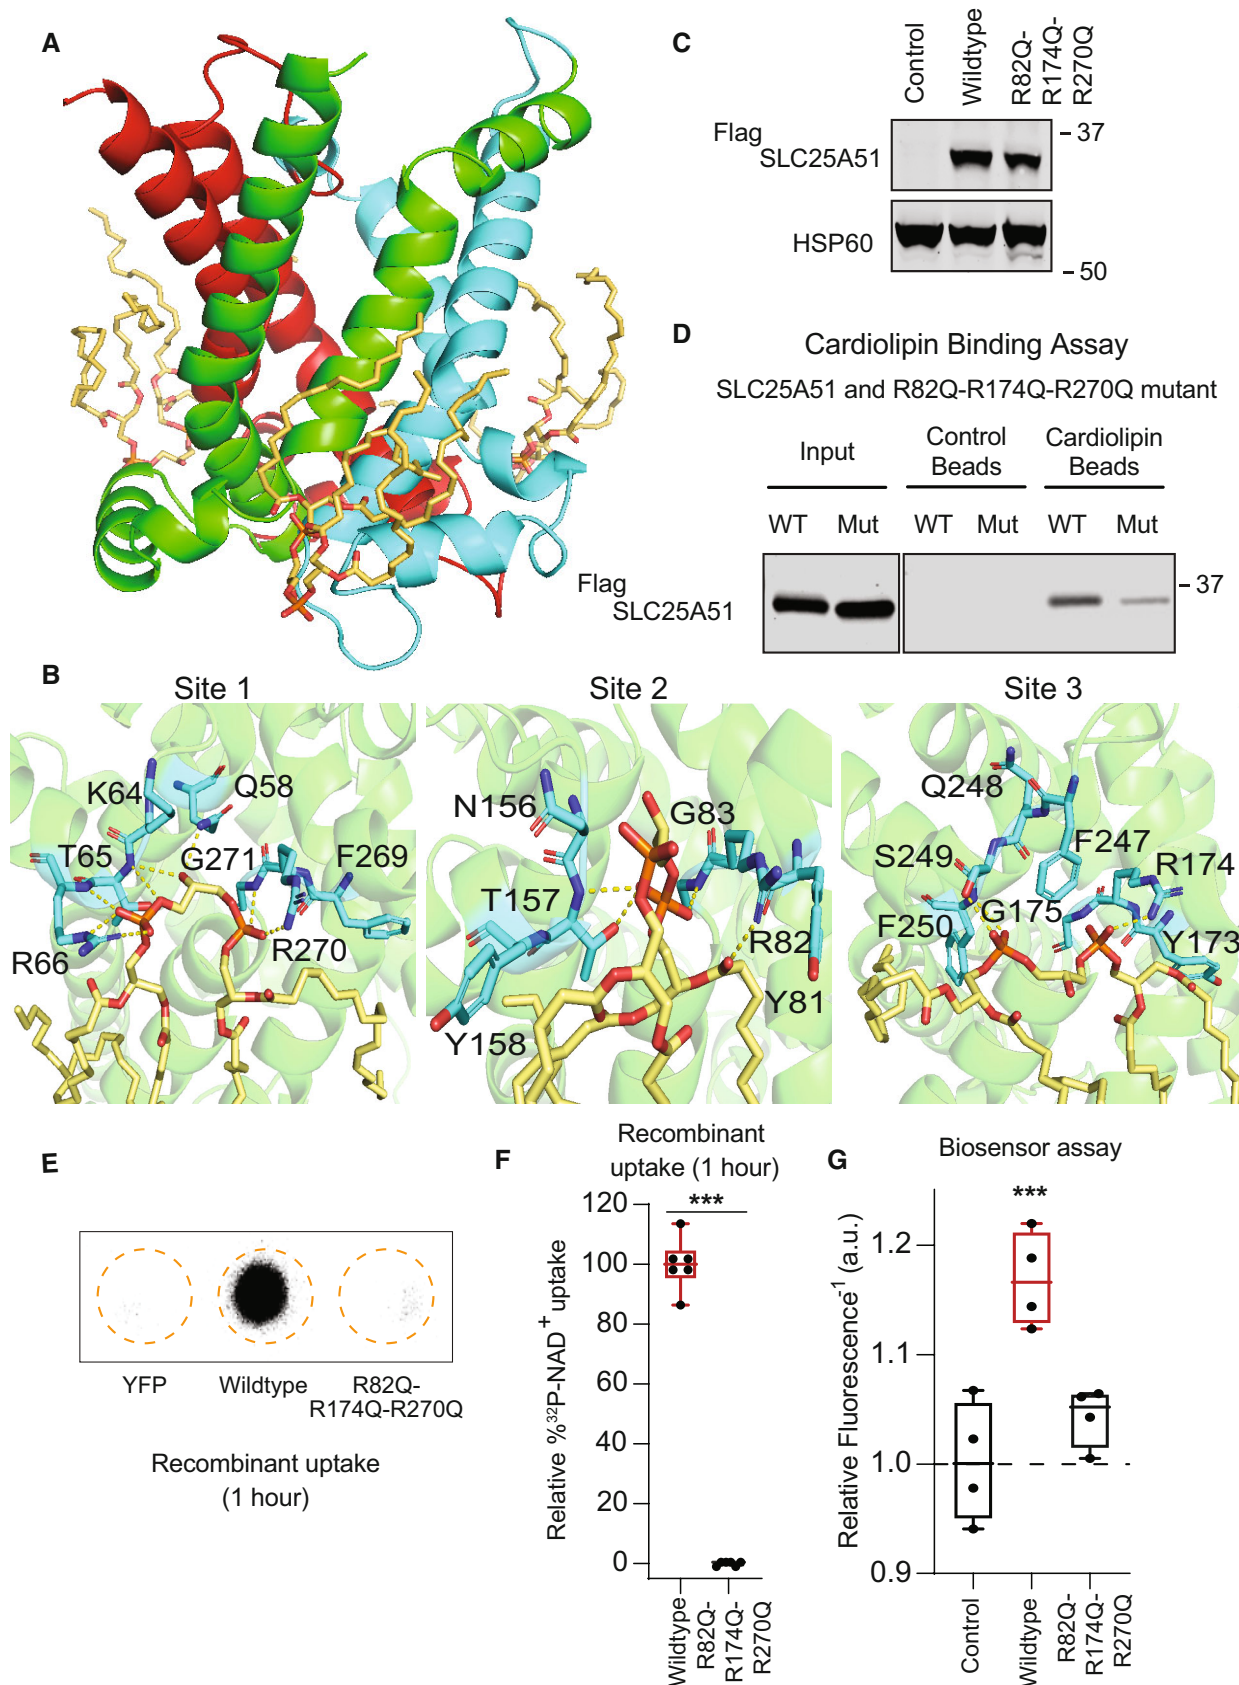 A
C
Control
Wildtype
R82Q-
R174Q-
R270Q
Flag
SLC25A51
- 37
HSP60
- 50
D
Cardiolipin Binding Assay
SLC25A51 and R82Q-R174Q-R270Q mutant
Input
Control
Beads
Cardiolipin
Beads
WT
Mut
WT
Mut
WT
Mut
Flag
SLC25A51
- 37
B
Site 1
Site 2
Site 3
K64
Q58
T65
G271
F269
R66
R270
N156
G83
T157
R82
Y158
Y81
Q248
F247
S249
R174
F250
G175
Y173
E
YFP
Wildtype
R82Q-
R174Q-R270Q
Recombinant uptake
(1 hour)
F
Recombinant
uptake (1 hour)
***
Relative %³²P-NAD⁺ uptake
120
100
80
60
40
20
0
Wildtype
R82Q-
R174Q-
R270Q
G
Biosensor assay
***
Relative Fluorescence⁻¹ (a.u.)
1.2
1.1
1.0
0.9
Control
Wildtype
R82Q-
R174Q-
R270Q